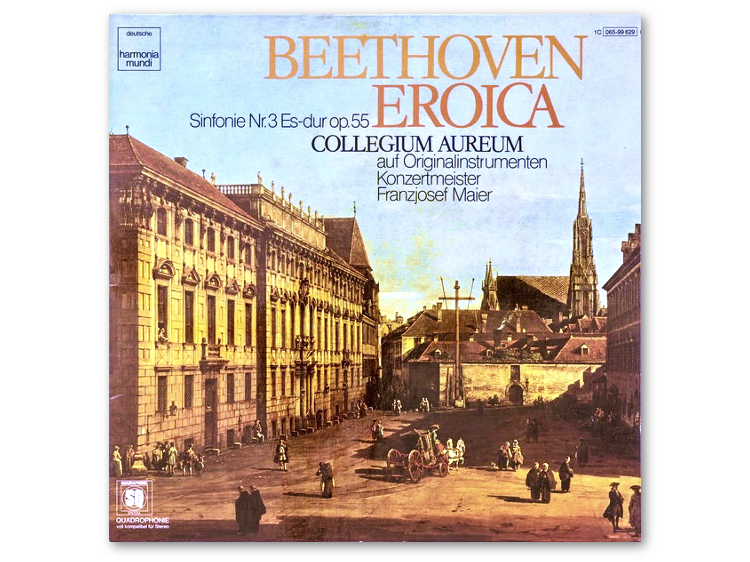 deutsche
harmonia
mundi
1C 065-99 629
BEETHOVEN
Sinfonie Nr.3 Es-dur op.55 EROICA
COLLEGIUM AUREUM
auf Originalinstrumenten
Konzertmeister
Franzjosef Maier
SQ
QUADROPHONIE
voll kompatibel für Stereo